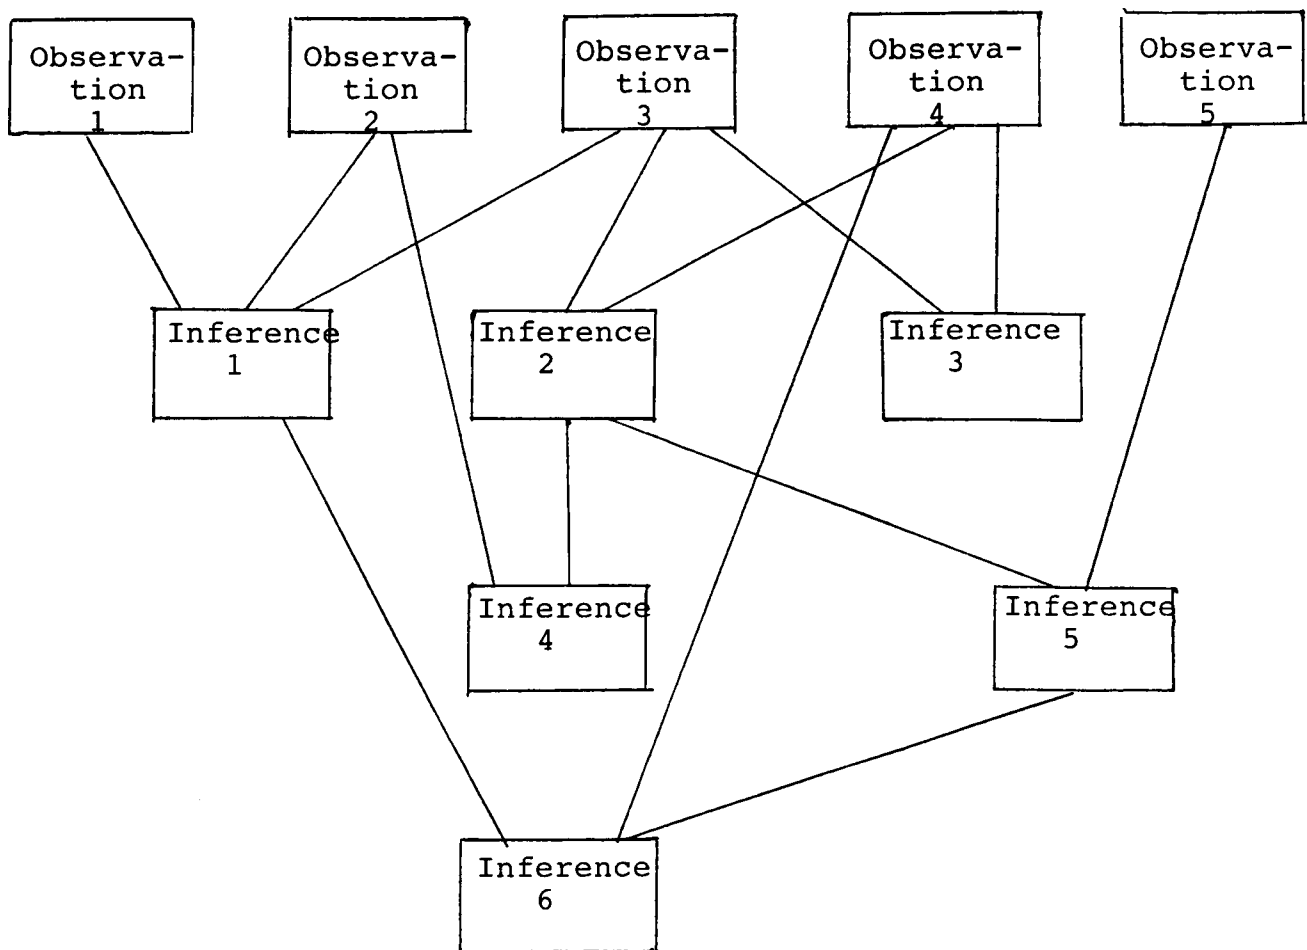 Observa-
tion
1
Observa-
tion
2
Observa-
tion
3
Observa-
tion
4
Observa-
tion
5
Inference
1
Inference
2
Inference
3
Inference
4
Inference
5
Inference
6